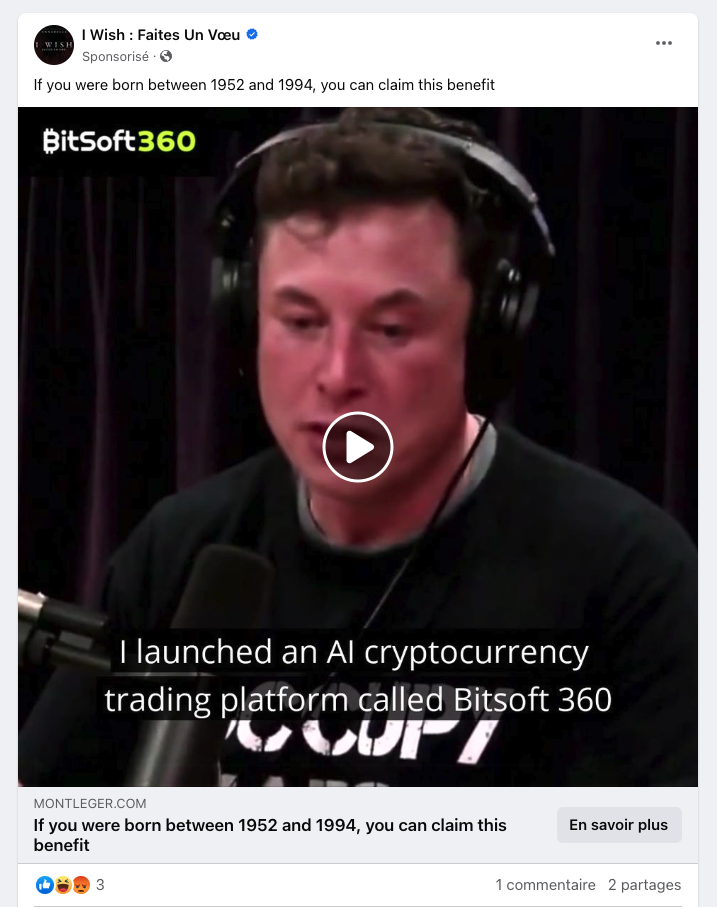 I Wish : Faites Un Vœu
Sponsorisé ·
If you were born between 1952 and 1994, you can claim this benefit
BitSoft360
I launched an AI cryptocurrency
trading platform called Bitsoft 360
OCCUPY
MONTLEGER.COM
If you were born between 1952 and 1994, you can claim this
benefit
En savoir plus
3
1 commentaire 2 partages